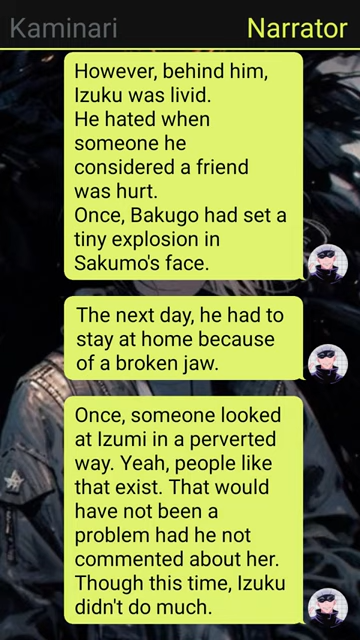 Kaminari Narrator
However, behind him,
Izuku was livid.
He hated when
someone he
considered a friend
was hurt.
Once, Bakugo had set a
tiny explosion in
Sakumo's face.
The next day, he had to
stay at home because
of a broken jaw.
Once, someone looked
at Izumi in a perverted
way. Yeah, people like
that exist. That would
have not been a
problem had he not
commented about her.
Though this time, Izuku
didn't do much.